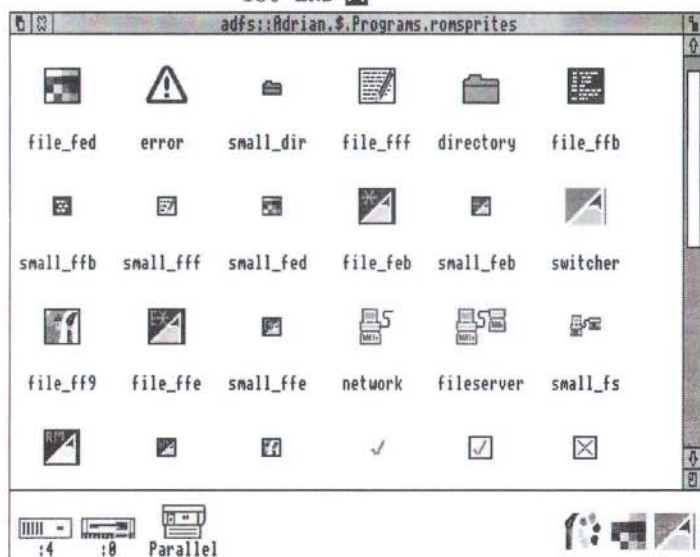 adfs::Adrian.$.Programs.romsprites
file_fed error small_dir file_fff directory file_ffb
small_ffb small_fff small_fed file_feb small_feb switcher
file_ff9 file_ffe small_ffe network fileserver small_fs
RM
:4 :0 Parallel